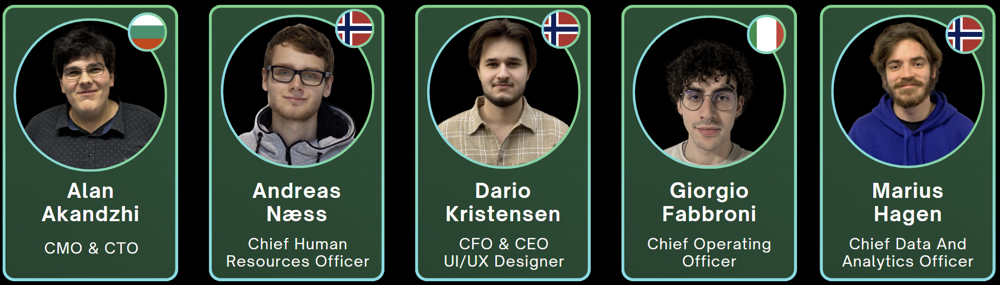 Alan
Akandzhi
CMO & CTO
Andreas
Næss
Chief Human
Resources Officer
Dario
Kristensen
CFO & CEO
UI/UX Designer
Giorgio
Fabbroni
Chief Operating
Officer
Marius
Hagen
Chief Data And
Analytics Officer